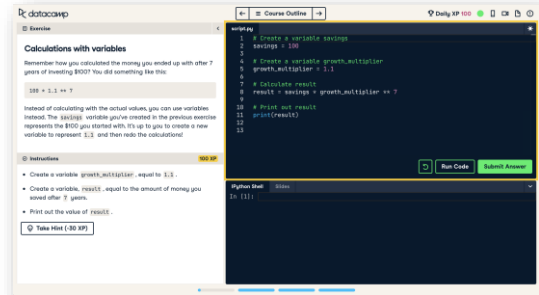 datacamp
Course Outline
Daily XP 100
Exercise
Calculations with variables
Remember how you calculated the money you ended up with after 7
years of investing $100? You did something like this:
100 * 1.1 ** 7
Instead of calculating with the actual values, you can use variables
instead. The savings variable you've created in the previous exercise
represents the $100 you started with. It's up to you to create a new
variable to represent 1.1 and then redo the calculations!
Instructions
100 XP
• Create a variable growth_multiplier, equal to 1.1.
• Create a variable, result, equal to the amount of money you
saved after 7 years.
• Print out the value of result.
Take Hint (-30 XP)
script.py
1 # Create a variable savings
2 savings = 100
3
4 # Create a variable growth_multiplier
5 growth_multiplier = 1.1
6
7 # Calculate result
8 result = savings * growth_multiplier ** 7
9
10 # Print out result
11 print(result)
12
13
Run Code
Submit Answer
IPython Shell
Slides
In [1]: